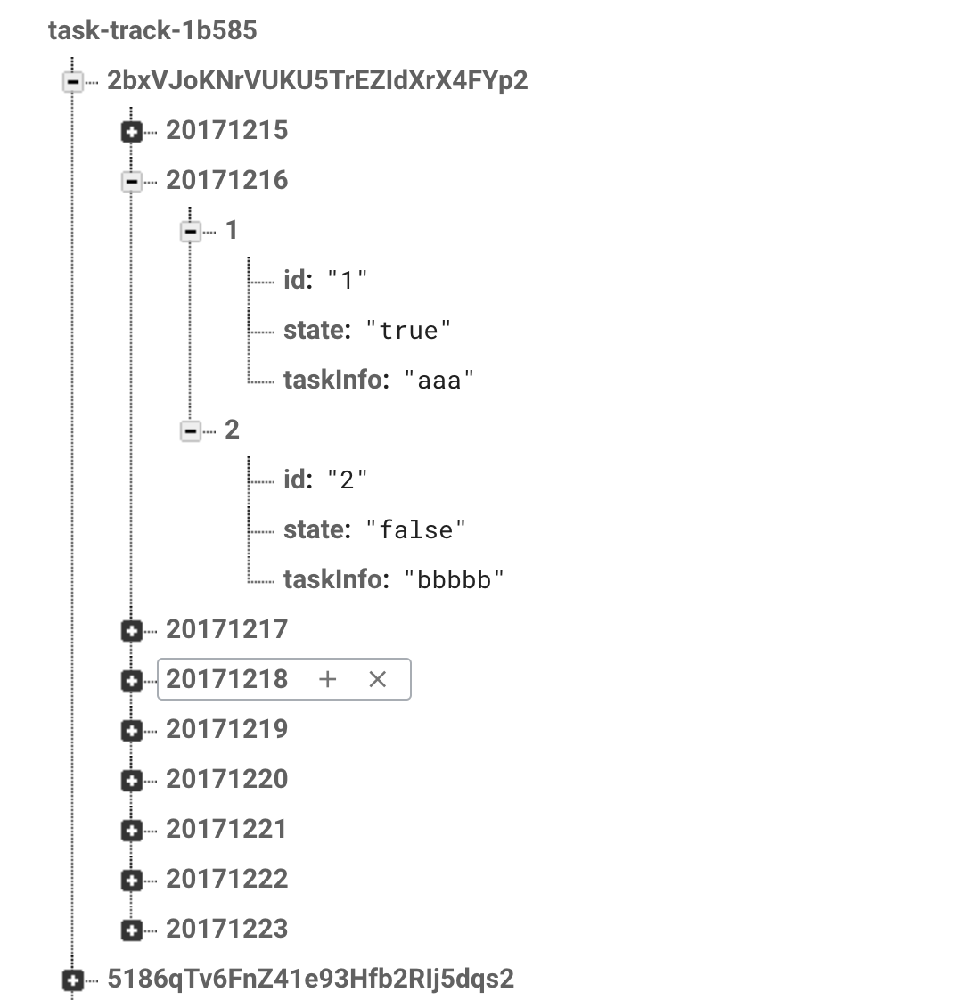 task-track-1b585
2bxVJoKNrVUKU5TrEZIdXrX4FYp2
20171215
20171216
1
id: "1"
state: "true"
taskInfo: "aaa"
2
id: "2"
state: "false"
taskInfo: "bbbbb"
20171217
20171218 + ×
20171219
20171220
20171221
20171222
20171223
5186qTv6FnZ41e93Hfb2RIj5dqs2